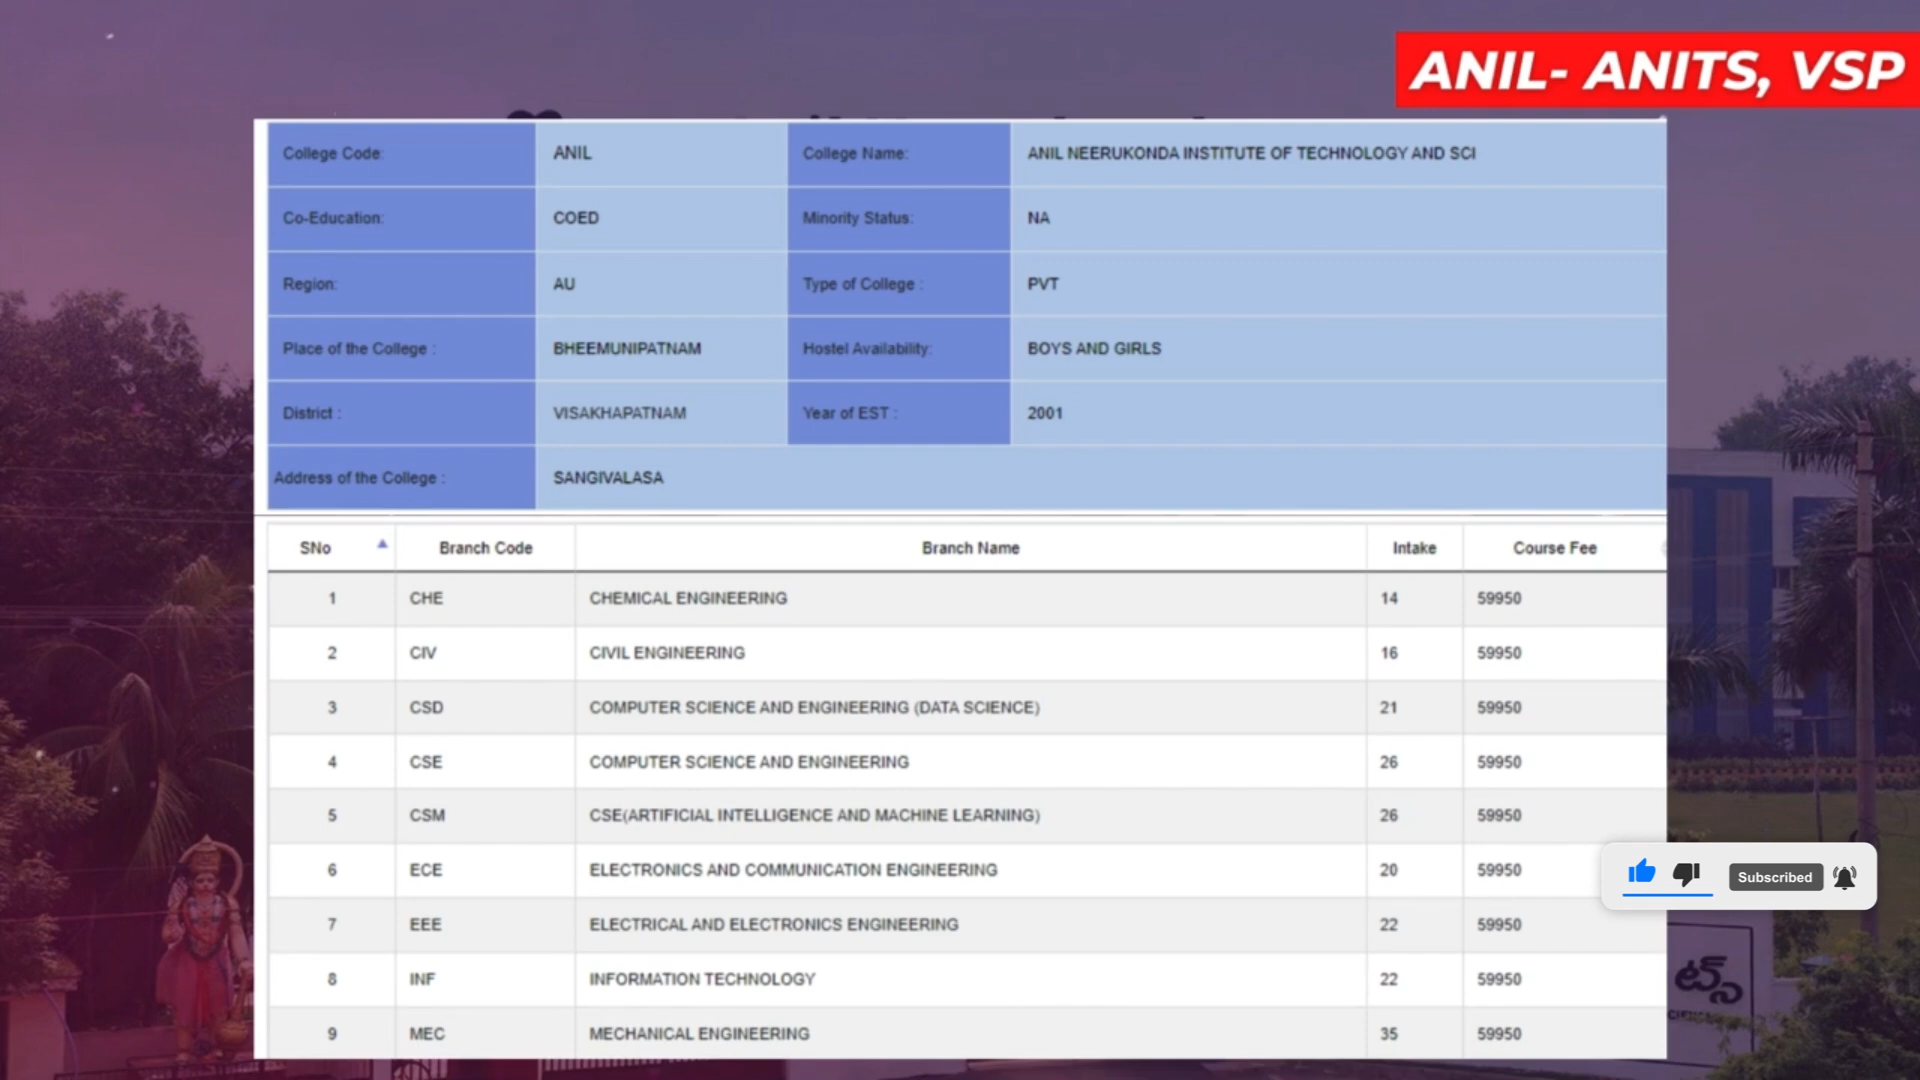 ANIL- ANITS, VSP
College Code: ANIL College Name: ANIL NEERUKONDA INSTITUTE OF TECHNOLOGY AND SCI
Co-Education: COED Minority Status: NA
Region: AU Type of College : PVT
Place of the College : BHEEMUNIPATNAM Hostel Availability: BOYS AND GIRLS
District : VISAKHAPATNAM Year of EST : 2001
Address of the College : SANGIVALASA
SNo Branch Code Branch Name Intake Course Fee
1 CHE CHEMICAL ENGINEERING 14 59950
2 CIV CIVIL ENGINEERING 16 59950
3 CSD COMPUTER SCIENCE AND ENGINEERING (DATA SCIENCE) 21 59950
4 CSE COMPUTER SCIENCE AND ENGINEERING 26 59950
5 CSM CSE(ARTIFICIAL INTELLIGENCE AND MACHINE LEARNING) 26 59950
6 ECE ELECTRONICS AND COMMUNICATION ENGINEERING 20 59950
Subscribed
7 EEE ELECTRICAL AND ELECTRONICS ENGINEERING 22 59950
8 INF INFORMATION TECHNOLOGY 22 59950
9 MEC MECHANICAL ENGINEERING 35 59950